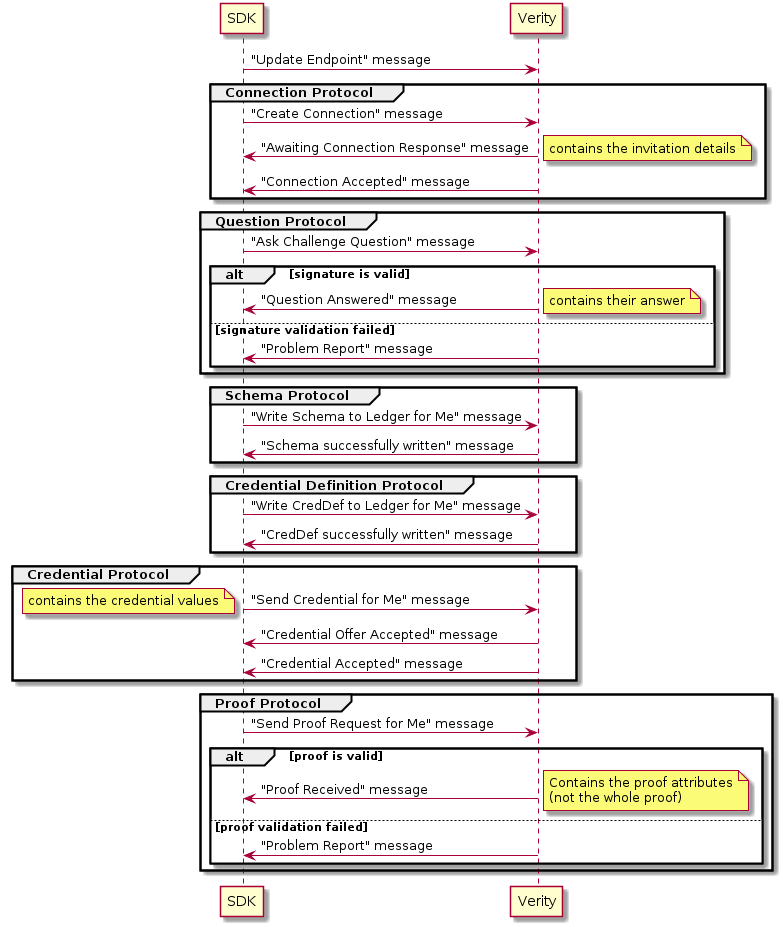 SDK
Verity
"Update Endpoint" message
Connection Protocol
"Create Connection" message
"Awaiting Connection Response" message
contains the invitation details
"Connection Accepted" message
Question Protocol
"Ask Challenge Question" message
alt
[signature is valid]
"Question Answered" message
contains their answer
[signature validation failed]
"Problem Report" message
Schema Protocol
"Write Schema to Ledger for Me" message
"Schema successfully written" message
Credential Definition Protocol
"Write CredDef to Ledger for Me" message
"CredDef successfully written" message
Credential Protocol
contains the credential values
"Send Credential for Me" message
"Credential Offer Accepted" message
"Credential Accepted" message
Proof Protocol
"Send Proof Request for Me" message
alt
[proof is valid]
"Proof Received" message
Contains the proof attributes
(not the whole proof)
[proof validation failed]
"Problem Report" message
SDK
Verity